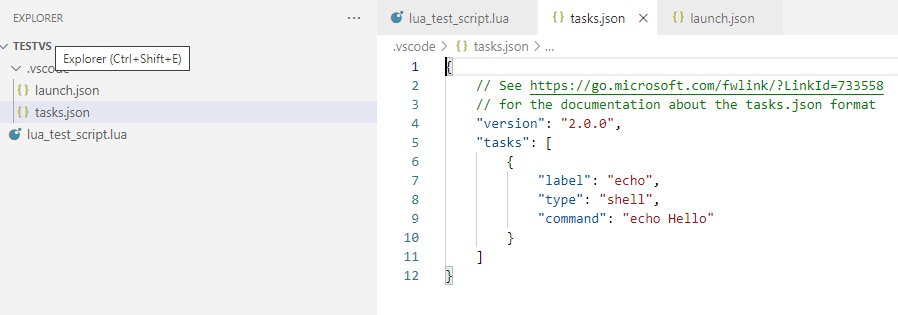 EXPLORER
TESTVS
Explorer (Ctrl+Shift+E)
.vscode
launch.json
tasks.json
lua_test_script.lua
lua_test_script.lua
tasks.json
launch.json
.vscode > {} tasks.json > ...
1 {
2 // See https://go.microsoft.com/fwlink/?LinkId=733558
3 // for the documentation about the tasks.json format
4 "version": "2.0.0",
5 "tasks": [
6 {
7 "label": "echo",
8 "type": "shell",
9 "command": "echo Hello"
10 }
11 ]
12 }